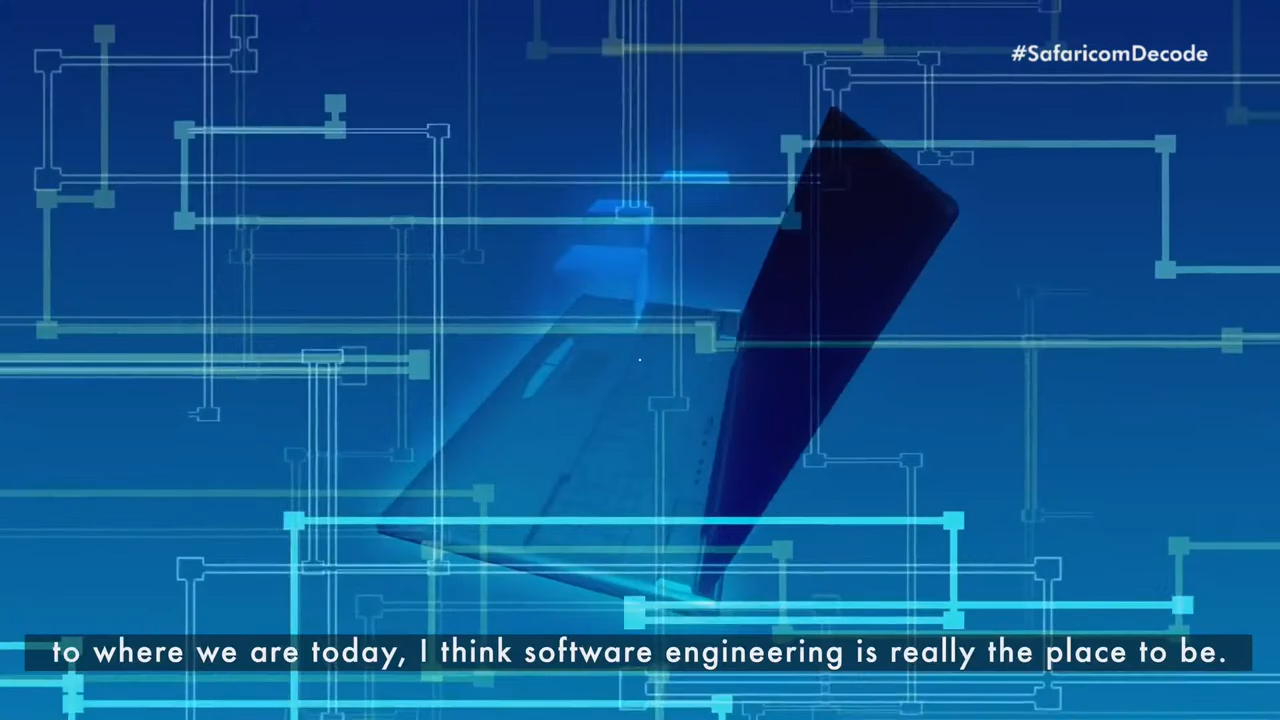 #SafaricomDecode
to where we are today, I think software engineering is really the place to be.